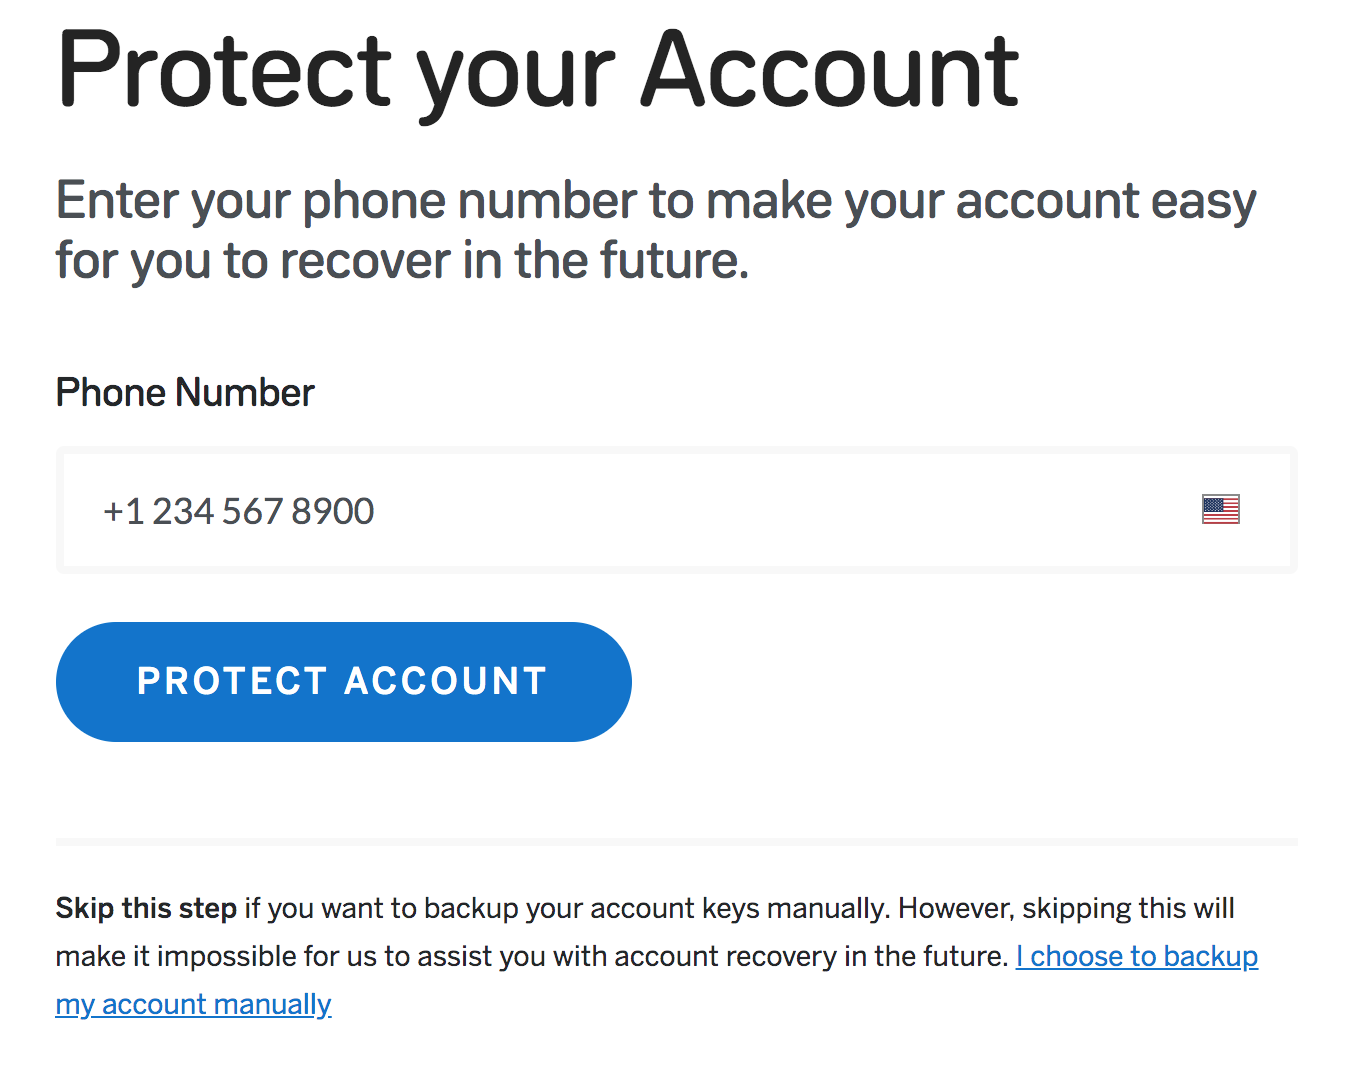 Protect your Account
Enter your phone number to make your account easy
for you to recover in the future.
Phone Number
+1 234 567 8900
PROTECT ACCOUNT
Skip this step if you want to backup your account keys manually. However, skipping this will
make it impossible for us to assist you with account recovery in the future. I choose to backup
my account manually